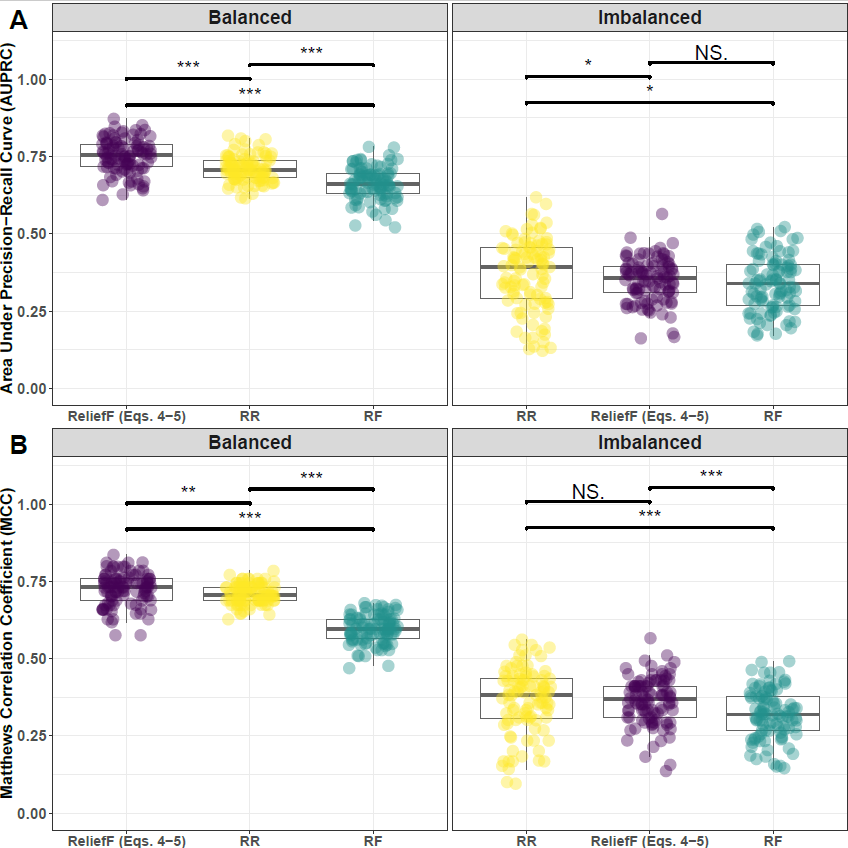 A
Balanced
Imbalanced
Area Under Precision−Recall Curve (AUPRC)
1.00
0.75
0.50
0.25
0.00
***
***
***
*
NS.
*
ReliefF (Eqs. 4−5)
RR
RF
RR
ReliefF (Eqs. 4−5)
RF
B
Balanced
Imbalanced
Matthews Correlation Coefficient (MCC)
1.00
0.75
0.50
0.25
0.00
***
**
***
***
NS.
***
ReliefF (Eqs. 4−5)
RR
RF
RR
ReliefF (Eqs. 4−5)
RF